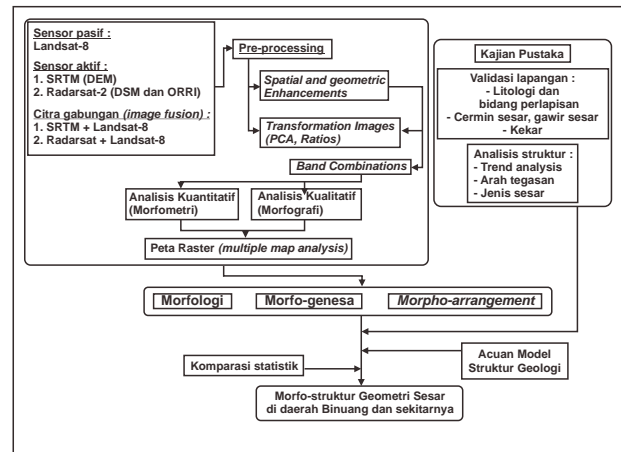 Sensor pasif :
Landsat-8
Sensor aktif :
1. SRTM (DEM)
2. Radarsat-2 (DSM dan ORRI)
Citra gabungan (image fusion) :
1. SRTM + Landsat-8
2. Radarsat + Landsat-8
Pre-processing
Spatial and geometric
Enhancements
Transformation Images
(PCA, Ratios)
Band Combinations
Analisis Kuantitatif
(Morfometri)
Analisis Kualitatif
(Morfografi)
Peta Raster (multiple map analysis)
Kajian Pustaka
Validasi lapangan :
- Litologi dan
bidang perlapisan
- Cermin sesar, gawir sesar
- Kekar
Analisis struktur :
- Trend analysis
- Arah tegasan
- Jenis sesar
Morfologi
Morfo-genesa
Morpho-arrangement
Komparasi statistik
Acuan Model
Struktur Geologi
Morfo-struktur Geometri Sesar
di daerah Binuang dan sekitarnya